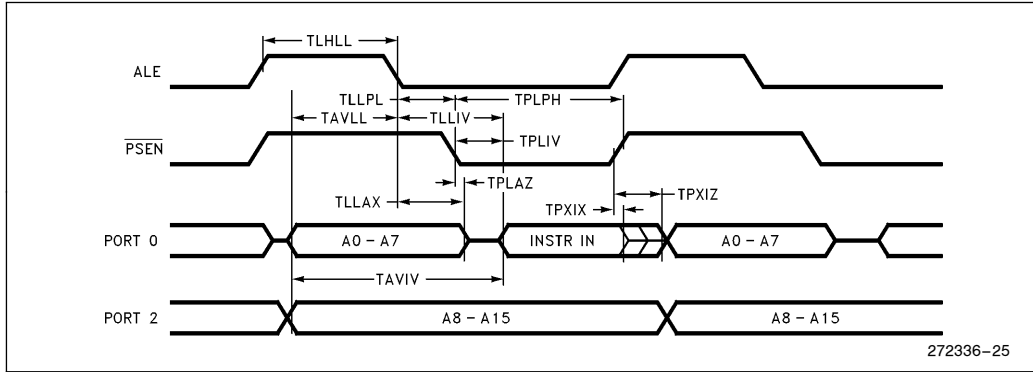 TLHLL
ALE
TLLPL
TPLPH
TAVLL
TLLIV
PSEN
TPLIV
TPLAZ
TLLAX
TPXIX
TPXIZ
PORT 0
A0 – A7
INSTR IN
A0 – A7
TAVIV
PORT 2
A8 – A15
A8 – A15
272336–25